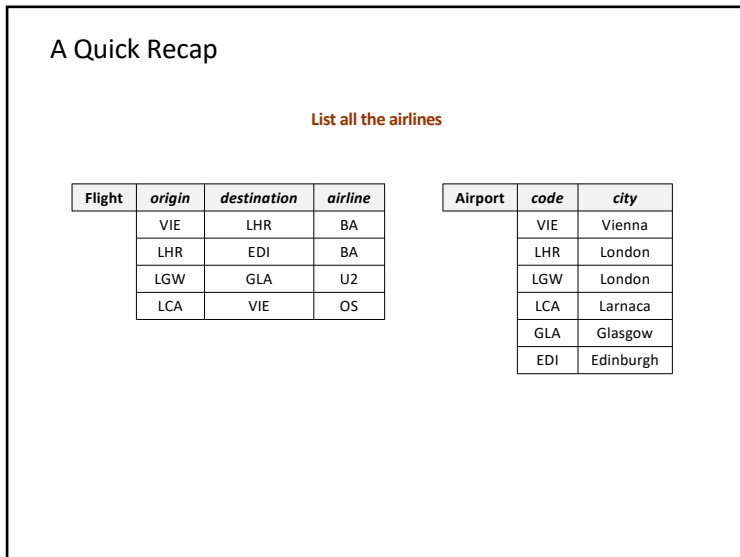 A Quick Recap
List all the airlines
Flight origin destination airline
VIE LHR BA
LHR EDI BA
LGW GLA U2
LCA VIE OS
Airport code city
VIE Vienna
LHR London
LGW London
LCA Larnaca
GLA Glasgow
EDI Edinburgh